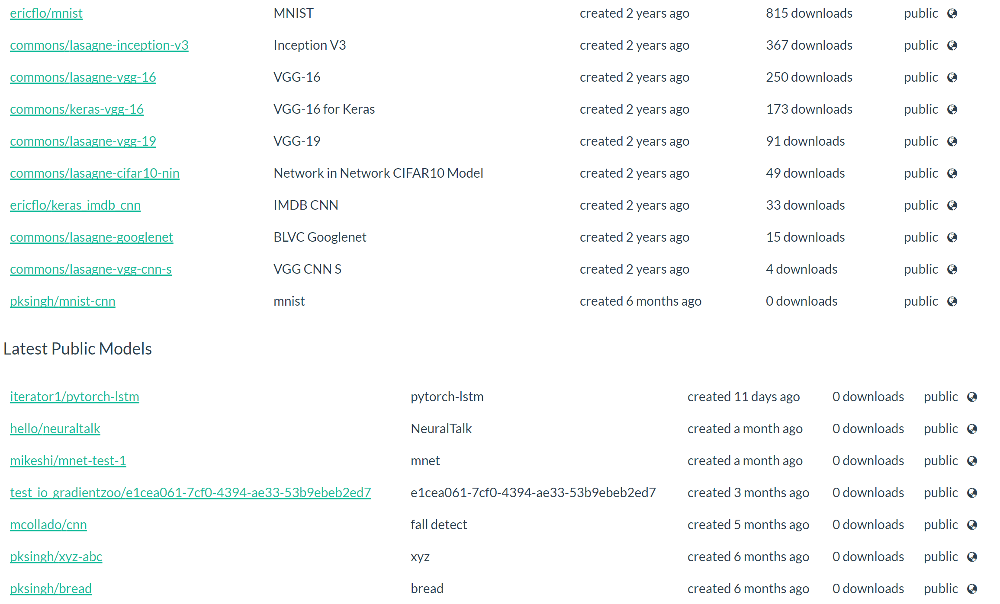 ericflo/mnist MNIST created 2 years ago 815 downloads public
commons/lasagne-inception-v3 Inception V3 created 2 years ago 367 downloads public
commons/lasagne-vgg-16 VGG-16 created 2 years ago 250 downloads public
commons/keras-vgg-16 VGG-16 for Keras created 2 years ago 173 downloads public
commons/lasagne-vgg-19 VGG-19 created 2 years ago 91 downloads public
commons/lasagne-cifar10-nin Network in Network CIFAR10 Model created 2 years ago 49 downloads public
ericflo/keras_imdb_cnn IMDB CNN created 2 years ago 33 downloads public
commons/lasagne-googlenet BLVC Googlenet created 2 years ago 15 downloads public
commons/lasagne-vgg-cnn-s VGG CNN S created 2 years ago 4 downloads public
pksingh/mnist-cnn mnist created 6 months ago 0 downloads public
Latest Public Models
iterator1/pytorch-lstm pytorch-lstm created 11 days ago 0 downloads public
hello/neuraltalk NeuralTalk created a month ago 0 downloads public
mikeshi/mnet-test-1 mnet created a month ago 0 downloads public
test_io_gradientzoo/e1cea061-7cf0-4394-ae33-53b9ebeb2ed7 e1cea061-7cf0-4394-ae33-53b9ebeb2ed7 created 3 months ago 0 downloads public
mcollado/cnn fall detect created 5 months ago 0 downloads public
pksingh/xyz-abc xyz created 6 months ago 0 downloads public
pksingh/bread bread created 6 months ago 0 downloads public